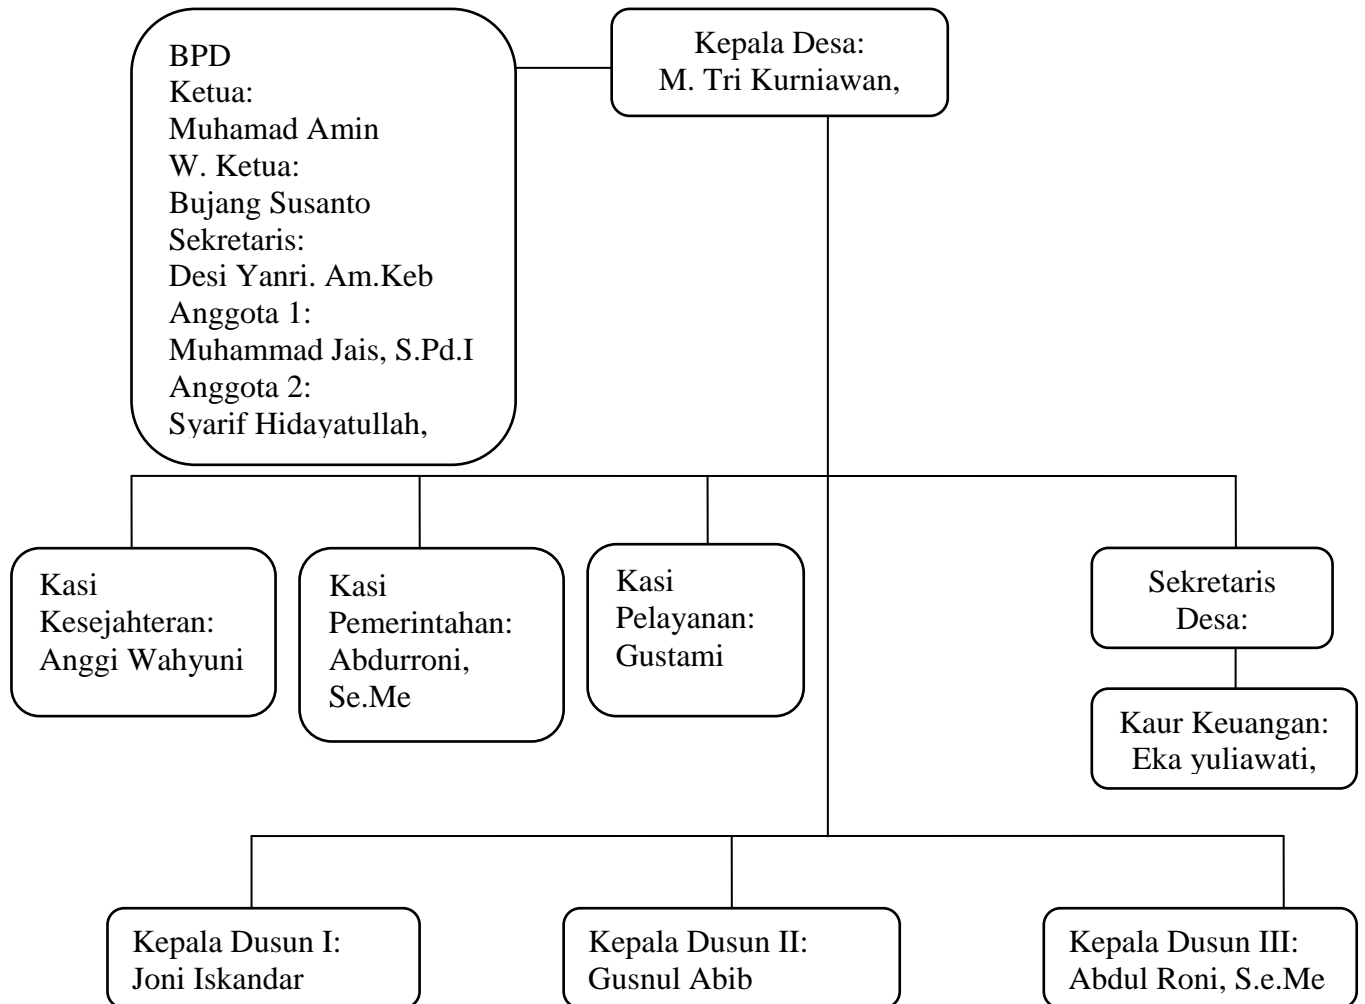 BPD
Ketua:
Muhamad Amin
W. Ketua:
Bujang Susanto
Sekretaris:
Desi Yanri. Am.Keb
Anggota 1:
Muhammad Jais, S.Pd.I
Anggota 2:
Syarif Hidayatullah,
Kepala Desa:
M. Tri Kurniawan,
Kasi
Kesejahteran:
Anggi Wahyuni
Kasi
Pemerintahan:
Abdurroni,
Se.Me
Kasi
Pelayanan:
Gustami
Sekretaris
Desa:
Kaur Keuangan:
Eka yuliawati,
Kepala Dusun I:
Joni Iskandar
Kepala Dusun II:
Gusnul Abib
Kepala Dusun III:
Abdul Roni, S.e.Me